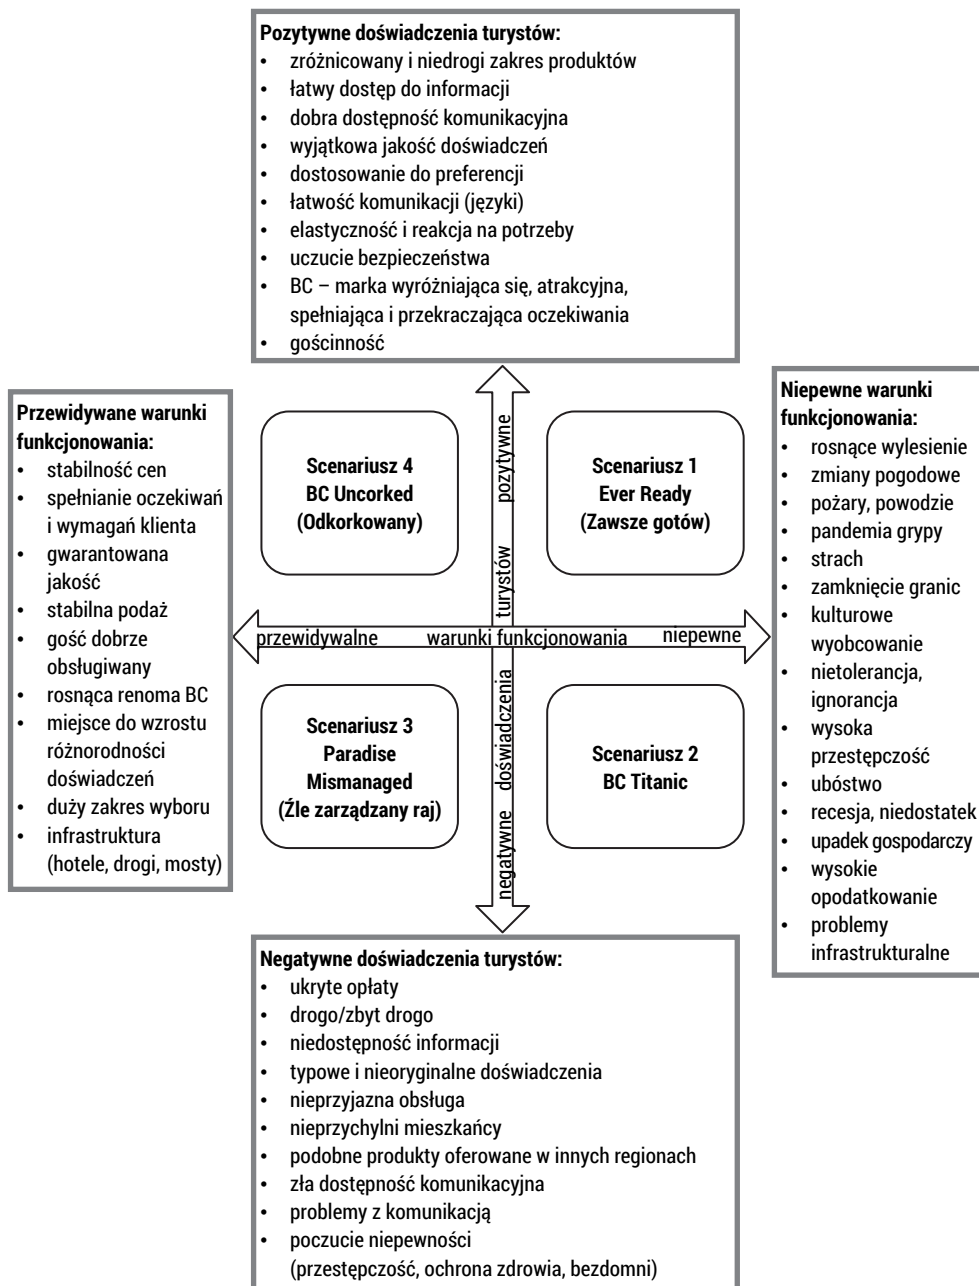 Pozytywne doświadczenia turystów:
• zróżnicowany i niedrogi zakres produktów
• łatwy dostęp do informacji
• dobra dostępność komunikacyjna
• wyjątkowa jakość doświadczeń
• dostosowanie do preferencji
• łatwość komunikacji (języki)
• elastyczność i reakcja na potrzeby
• uczucie bezpieczeństwa
• BC – marka wyróżniająca się, atrakcyjna,
spełniająca i przekraczająca oczekiwania
• gościnność
Przewidywane warunki
funkcjonowania:
• stabilność cen
• spełnianie oczekiwań
i wymagań klienta
• gwarantowana
jakość
• stabilna podaż
• gość dobrze
obsługiwany
• rosnąca renoma BC
• miejsce do wzrostu
różnorodności
doświadczeń
• duży zakres wyboru
• infrastruktura
(hotele, drogi, mosty)
Scenariusz 4
BC Uncorked
(Odkorkowany)
Scenariusz 1
Ever Ready
(Zawsze gotów)
negatywne doświadczenia turystów pozytywne
przewidywalne warunki funkcjonowania niepewne
Scenariusz 3
Paradise
Mismanaged
(Źle zarządzany raj)
Scenariusz 2
BC Titanic
Niepewne warunki
funkcjonowania:
• rosnące wylesienie
• zmiany pogodowe
• pożary, powodzie
• pandemia grypy
• strach
• zamknięcie granic
• kulturowe
wyobcowanie
• nietolerancja,
ignorancja
• wysoka
przestępczość
• ubóstwo
• recesja, niedostatek
• upadek gospodarczy
• wysokie
opodatkowanie
• problemy
infrastrukturalne
Negatywne doświadczenia turystów:
• ukryte opłaty
• drogo/zbyt drogo
• niedostępność informacji
• typowe i nieoryginalne doświadczenia
• nieprzyjazna obsługa
• nieprzychylni mieszkańcy
• podobne produkty oferowane w innych regionach
• zła dostępność komunikacyjna
• problemy z komunikacją
• poczucie niepewności
(przestępczość, ochrona zdrowia, bezdomni)